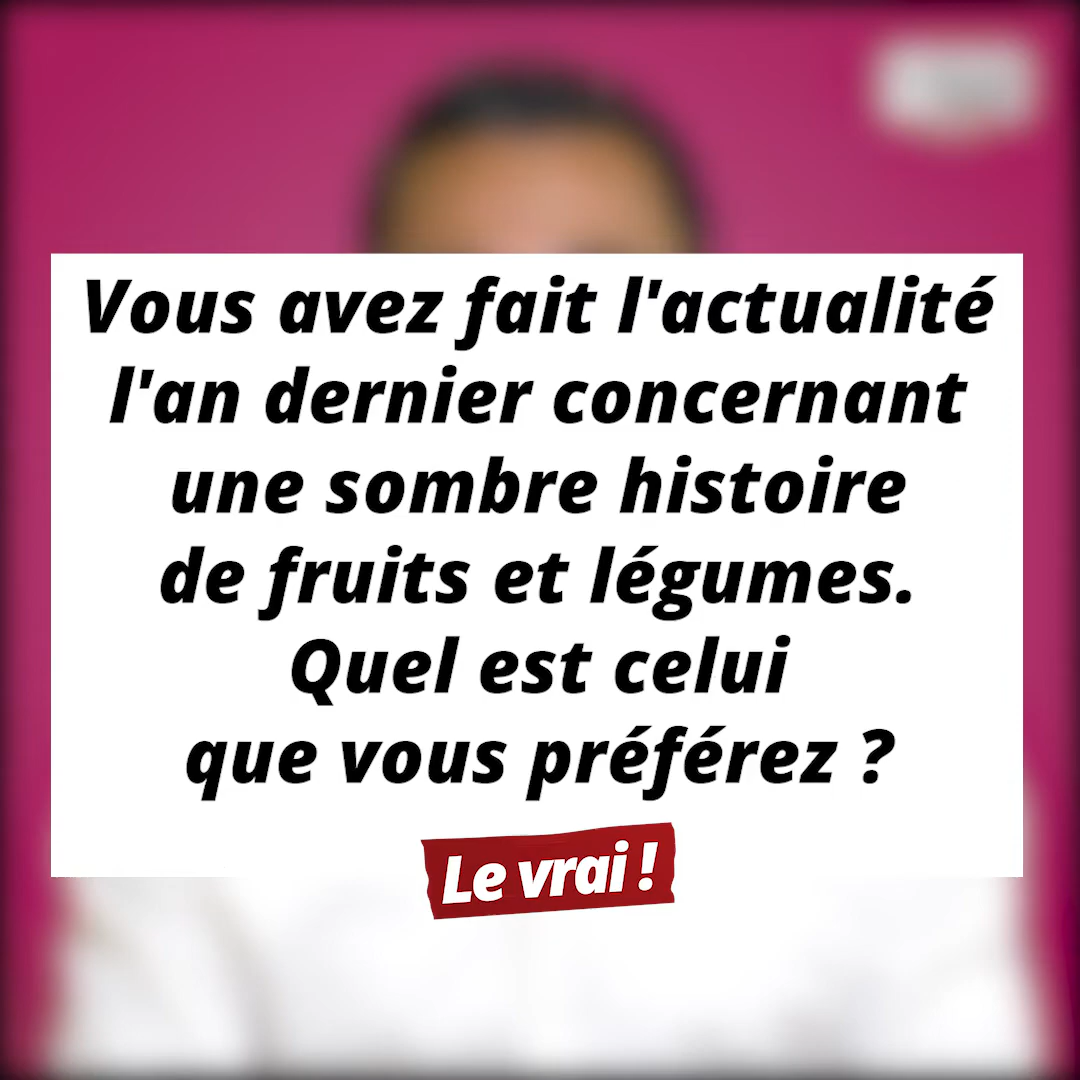 Vous avez fait l'actualité
l'an dernier concernant
une sombre histoire
de fruits et légumes.
Quel est celui
que vous préférez ?
Le vrai !